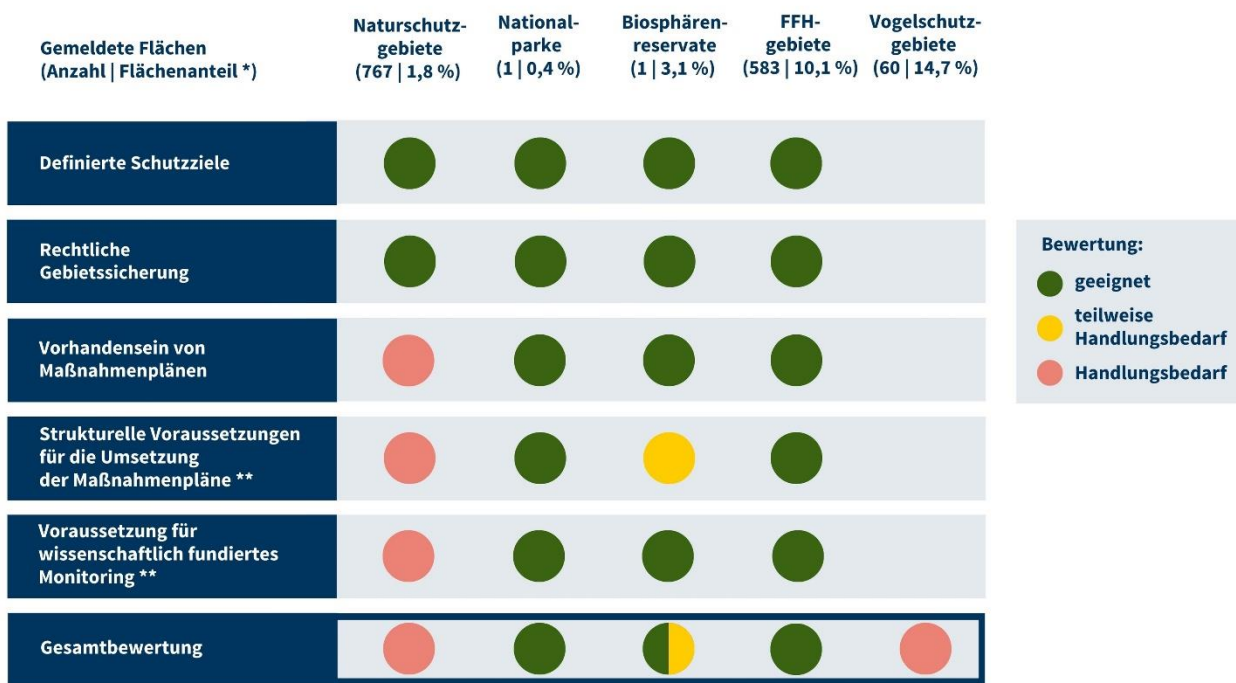 Gemeldete Flächen
(Anzahl | Flächenanteil *)
Naturschutz-
gebiete
(767 | 1,8 %)
National-
parke
(1 | 0,4 %)
Biosphären-
reservate
(1 | 3,1 %)
FFH-
gebiete
(583 | 10,1 %)
Vogelschutz-
gebiete
(60 | 14,7 %)
Definierte Schutzziele
Rechtliche
Gebietssicherung
Vorhandensein von
Maßnahmenplänen
Strukturelle Voraussetzungen
für die Umsetzung
der Maßnahmenpläne **
Voraussetzung für
wissenschaftlich fundiertes
Monitoring **
Gesamtbewertung
Bewertung:
geeignet
teilweise
Handlungsbedarf
Handlungsbedarf